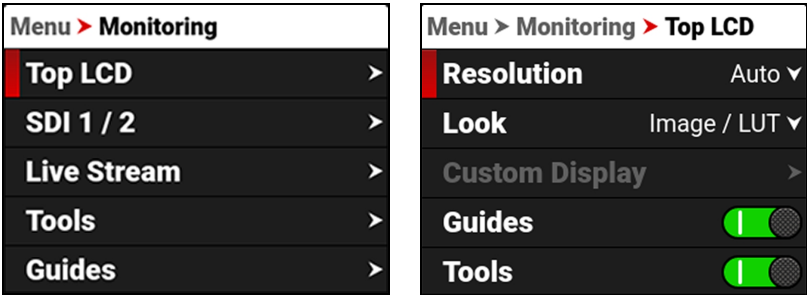 Menu ➤ Monitoring
Top LCD
SDI 1 / 2
Live Stream
Tools
Guides
Menu ➤ Monitoring ➤ Top LCD
Resolution Auto
Look Image / LUT
Custom Display
Guides
Tools